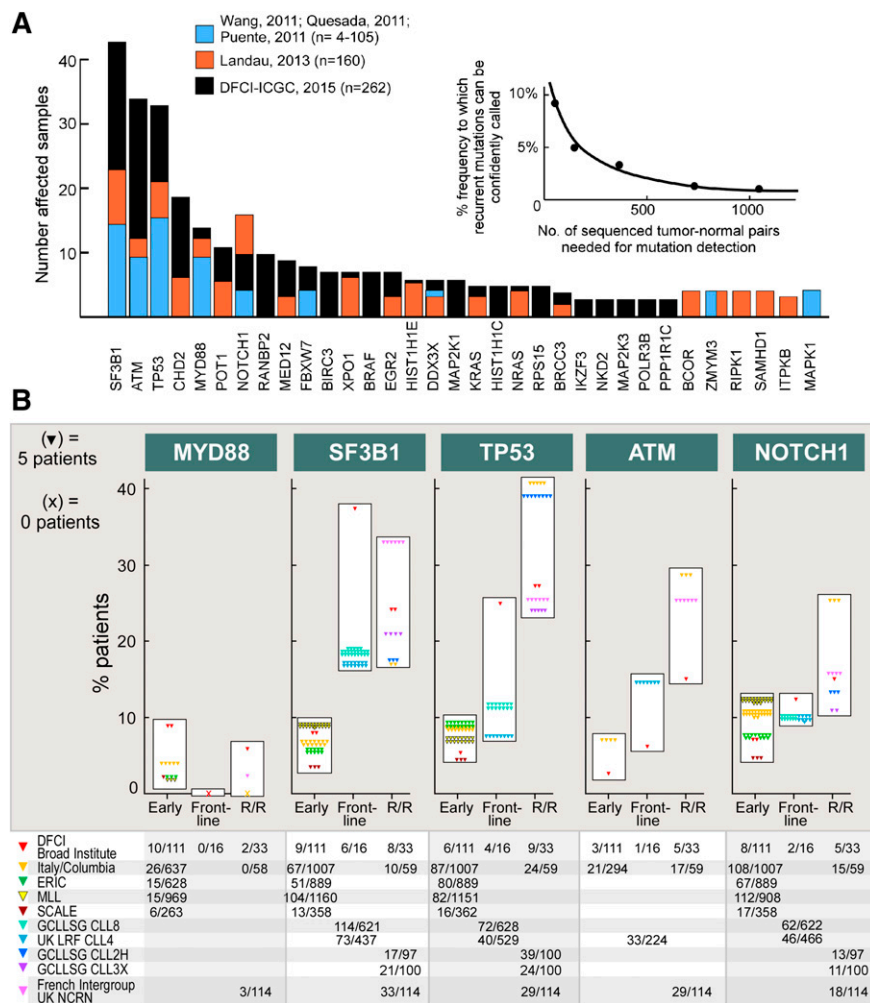 A
Wang, 2011; Quesada, 2011;
Puente, 2011 (n= 4-105)
Landau, 2013 (n=160)
DFCI-ICGC, 2015 (n=262)
Number affected samples
40
30
20
10
% frequency to which
recurrent mutations can be
confidently called
10%
5%
0
500
1000
No. of sequenced tumor-normal pairs
needed for mutation detection
SF3B1
ATM
TP53
CHD2
MYD88
POT1
NOTCH1
RANBP2
MED12
FBXW7
BIRC3
XPO1
BRAF
EGR2
HIST1H1E
DDX3X
MAP2K1
KRAS
HIST1H1C
NRAS
RPS15
BRCC3
IKZF3
NKD2
MAP2K3
POLR3B
PPP1R1C
BCOR
ZMYM3
RIPK1
SAMHD1
ITPKB
MAPK1
B
(▼) =
5 patients
(x) =
0 patients
MYD88 SF3B1 TP53 ATM NOTCH1
% patients
40
30
20
10
0
x x
Early Front-line R/R Early Front-line R/R Early Front-line R/R Early Front-line R/R Early Front-line R/R
DFCI
Broad Institute 10/111 0/16 2/33 9/111 6/16 8/33 6/111 4/16 9/33 3/111 1/16 5/33 8/111 2/16 5/33
Italy/Columbia 26/637 0/58 67/1007 10/59 87/1007 24/59 21/294 17/59 108/1007 15/59
ERIC 15/628 51/889 80/889 67/889
MLL 15/969 104/1160 82/1151 112/908
SCALE 6/263 13/358 16/362 17/358
GCLLSG CLL8 114/621 72/628 62/622
UK LRF CLL4 73/437 40/529 33/224 46/466
GCLLSG CLL2H 17/97 39/100 13/97
GCLLSG CLL3X 21/100 24/100 11/100
French Intergroup
UK NCRN 3/114 33/114 29/114 29/114 18/114